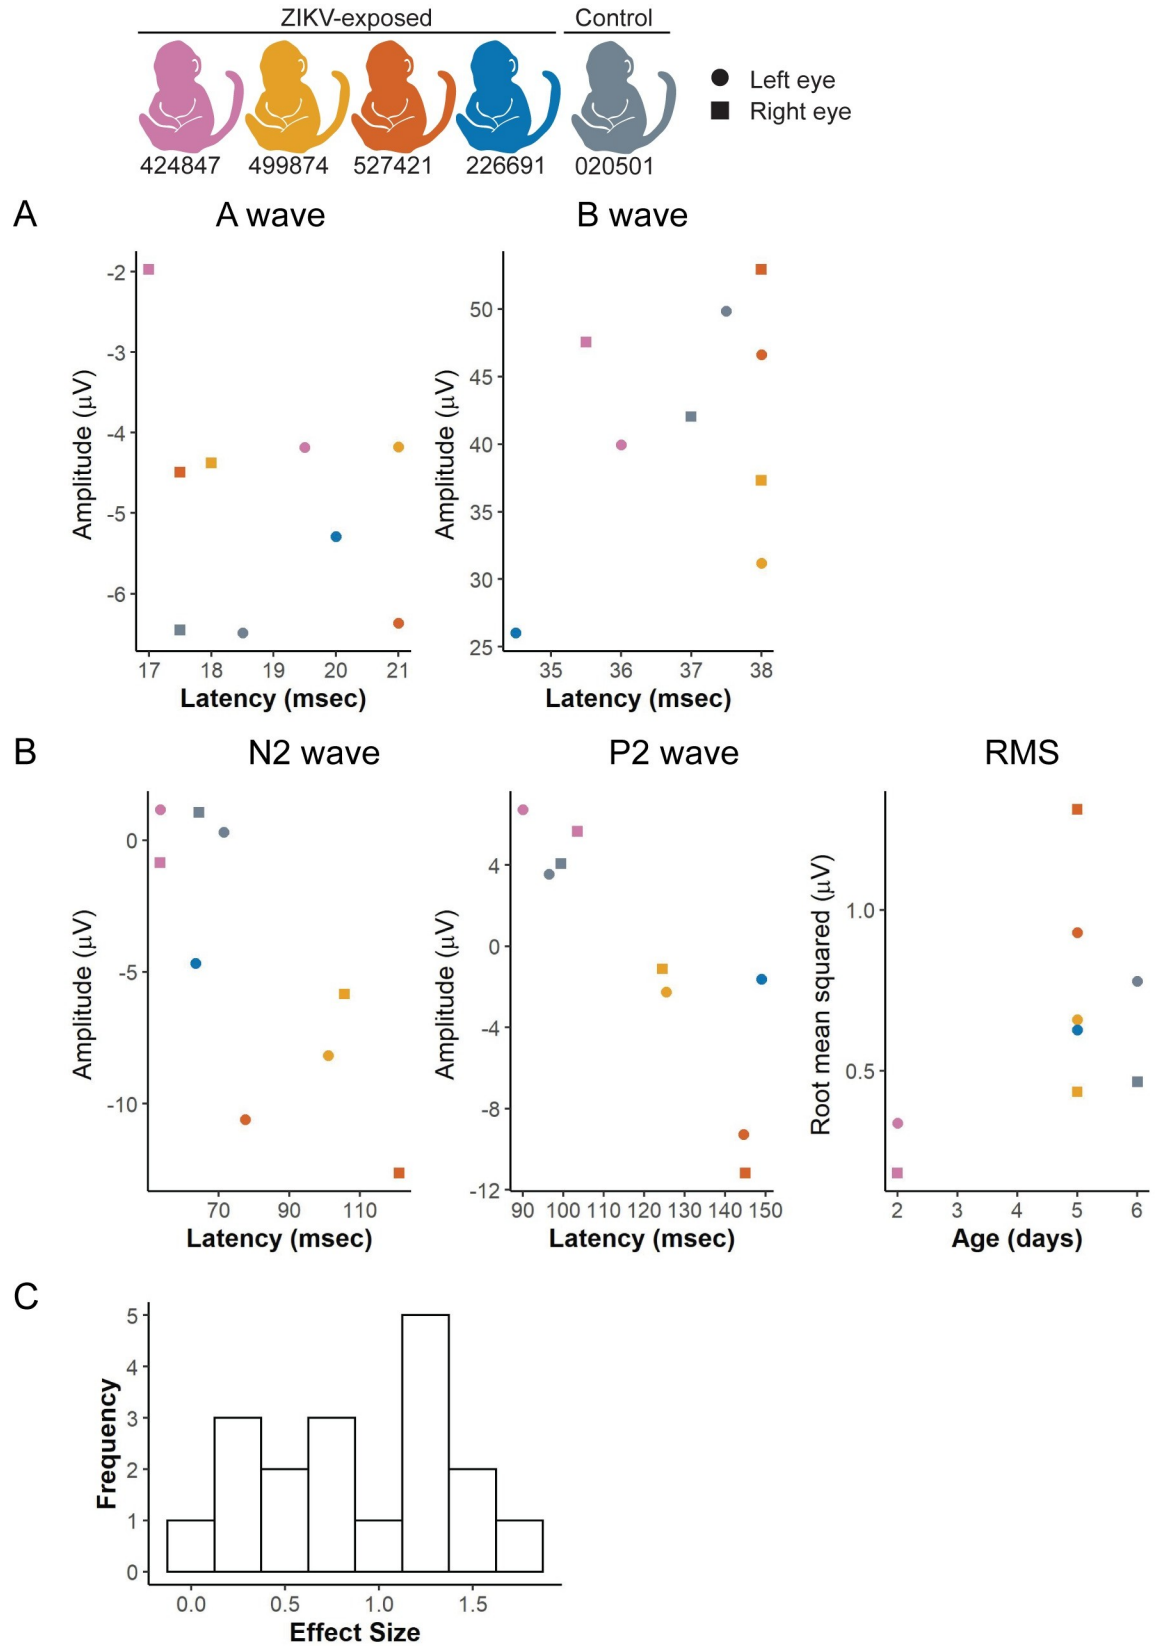 ZIKV-exposed Control
424847 499874 527421 226691 020501
Left eye
Right eye
A
A wave
B wave
Amplitude (μV)
-2
-3
-4
-5
-6
17 18 19 20 21
Latency (msec)
Amplitude (μV)
50
45
40
35
30
25
35 36 37 38
Latency (msec)
B
N2 wave
P2 wave
RMS
Amplitude (μV)
0
-5
-10
70 90 110
Latency (msec)
Amplitude (μV)
4
0
-4
-8
-12
90 100 110 120 130 140 150
Latency (msec)
Root mean squared (μV)
1.0
0.5
2 3 4 5 6
Age (days)
C
Frequency
5
4
3
2
1
0
0.0 0.5 1.0 1.5
Effect Size